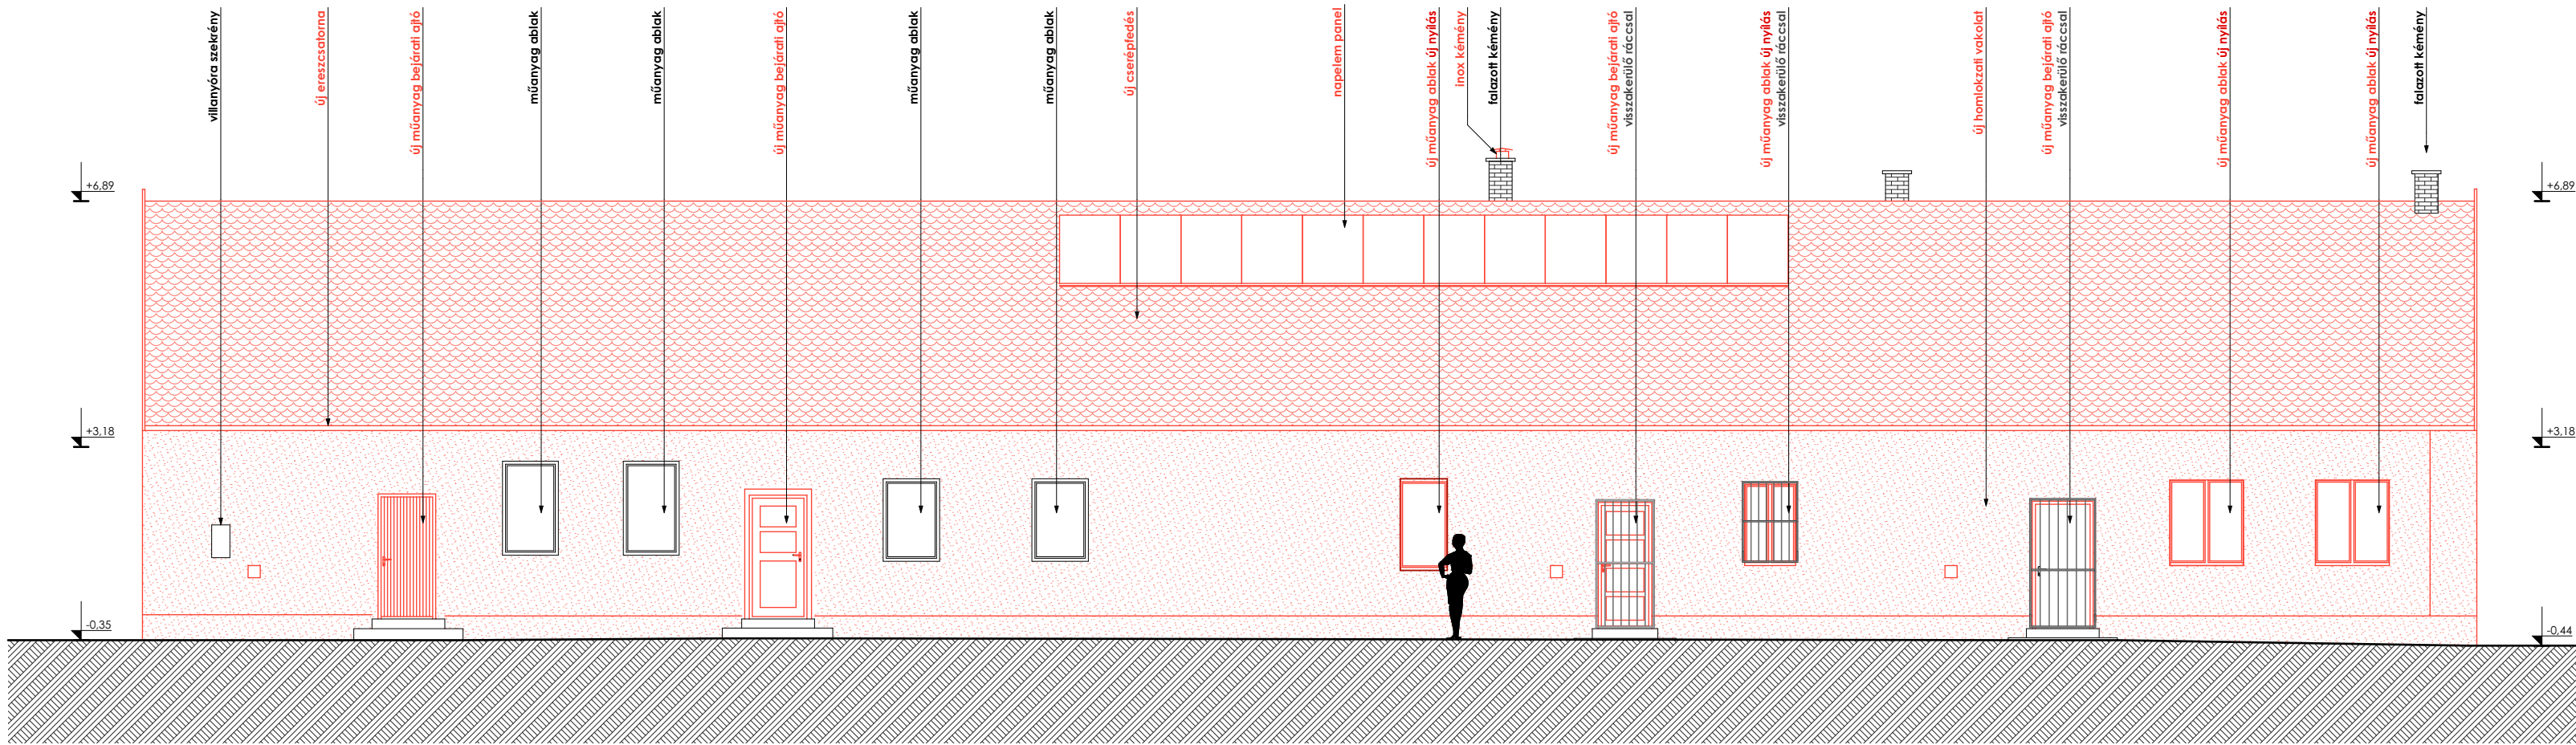 villanyóra szekrény
új ereszcsatorna
új műanyag bejárati ajtó
műanyag ablak
műanyag ablak
új műanyag bejárati ajtó
műanyag ablak
műanyag ablak
új cserépfedés
napelem panel
új műanyag ablak új nyílás
inox kémény
falazott kémény
új műanyag bejárati ajtó
visszakerülő ráccsal
új műanyag ablak új nyílás
visszakerülő ráccsal
új homlokzati vakolat
új műanyag bejárati ajtó
visszakerülő ráccsal
új műanyag ablak új nyílás
új műanyag ablak új nyílás
falazott kémény
+6,89
+6,89
+3,18
+3,18
-0,35
-0,44